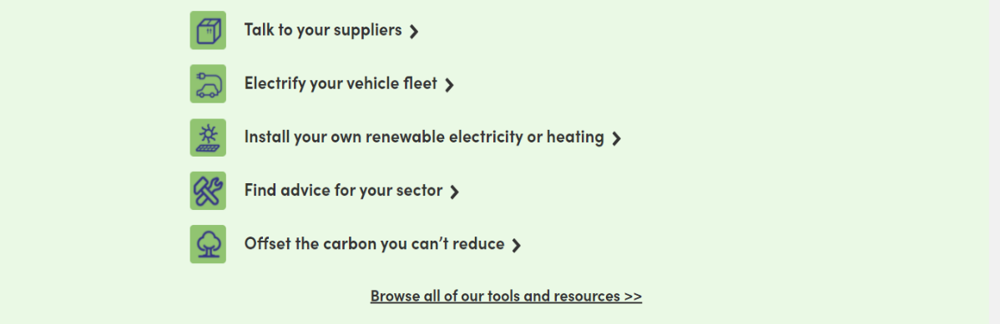 Talk to your suppliers
Electrify your vehicle fleet
Install your own renewable electricity or heating
Find advice for your sector
Offset the carbon you can’t reduce
Browse all of our tools and resources >>